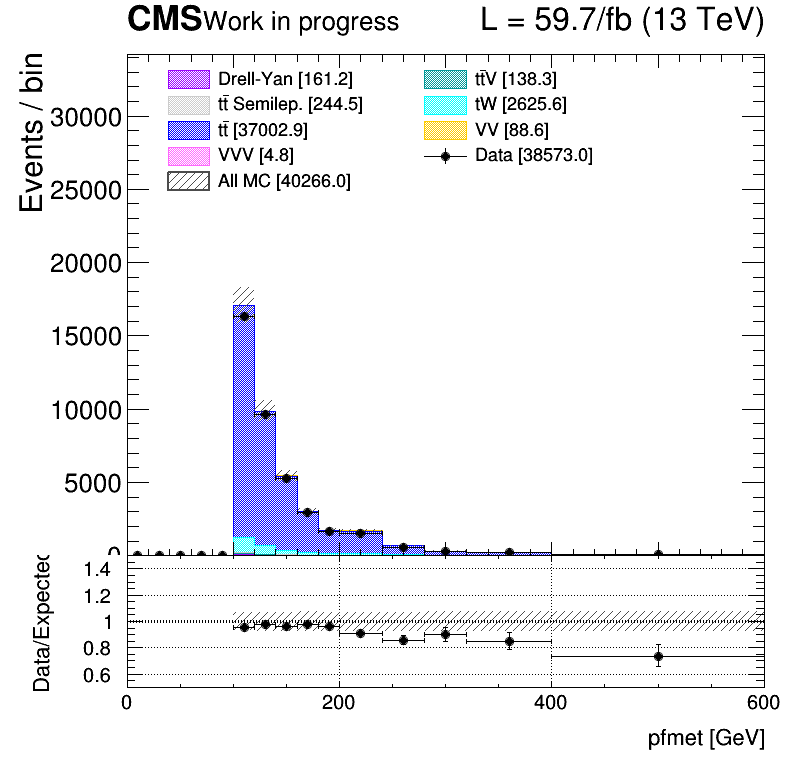 CMS Work in progress L = 59.7/fb (13 TeV)
Events / bin
Drell-Yan [161.2] tt̄V [138.3]
tt̄ Semilep. [244.5] tW [2625.6]
tt̄ [37002.9] VV [88.6]
VVV [4.8] Data [38573.0]
All MC [40266.0]
30000
25000
20000
15000
10000
5000
0
Data/Expected
1.4
1.2
1
0.8
0.6
0 200 400 600
pfmet [GeV]